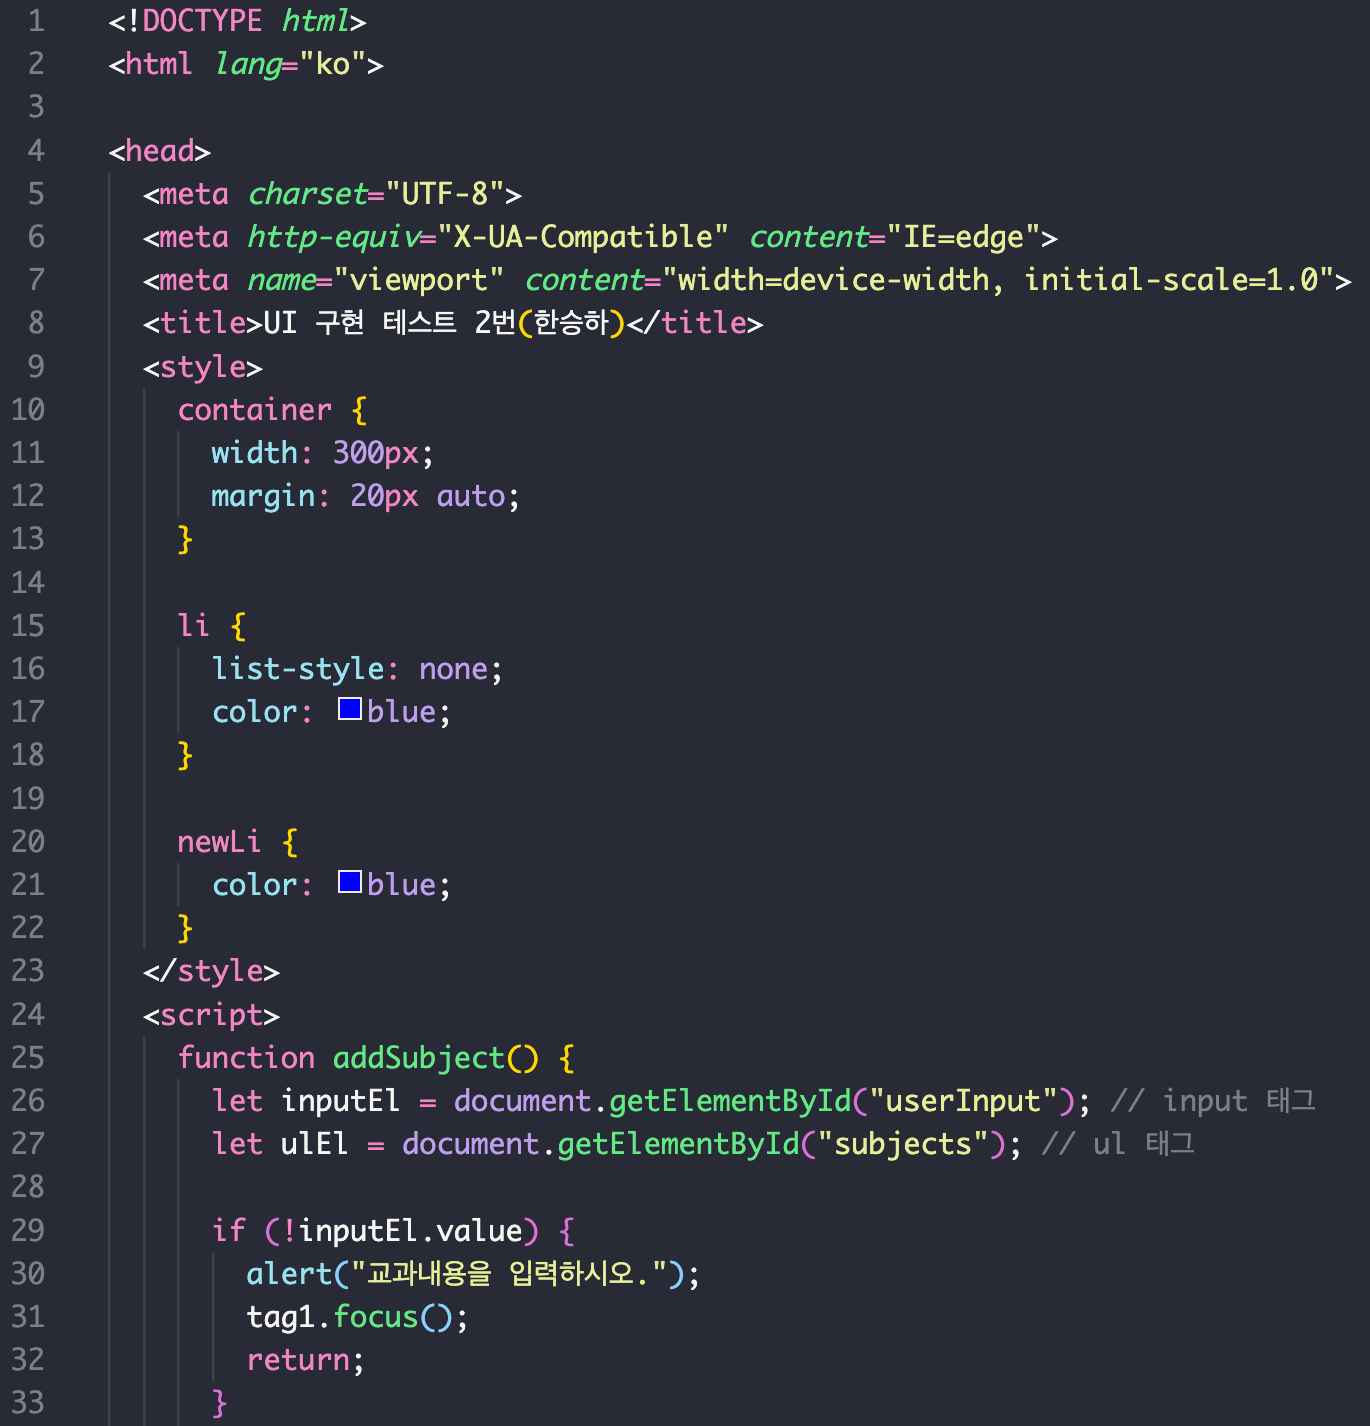 1 <!DOCTYPE html>
2 <html lang="ko">
3
4 <head>
5 <meta charset="UTF-8">
6 <meta http-equiv="X-UA-Compatible" content="IE=edge">
7 <meta name="viewport" content="width=device-width, initial-scale=1.0">
8 <title>UI 구현 테스트 2번(한승하)</title>
9 <style>
10 container {
11 width: 300px;
12 margin: 20px auto;
13 }
14
15 li {
16 list-style: none;
17 color: blue;
18 }
19
20 newLi {
21 color: blue;
22 }
23 </style>
24 <script>
25 function addSubject() {
26 let inputEl = document.getElementById("userInput"); // input 태그
27 let ulEl = document.getElementById("subjects"); // ul 태그
28
29 if (!inputEl.value) {
30 alert("교과내용을 입력하시오.");
31 tag1.focus();
32 return;
33 }